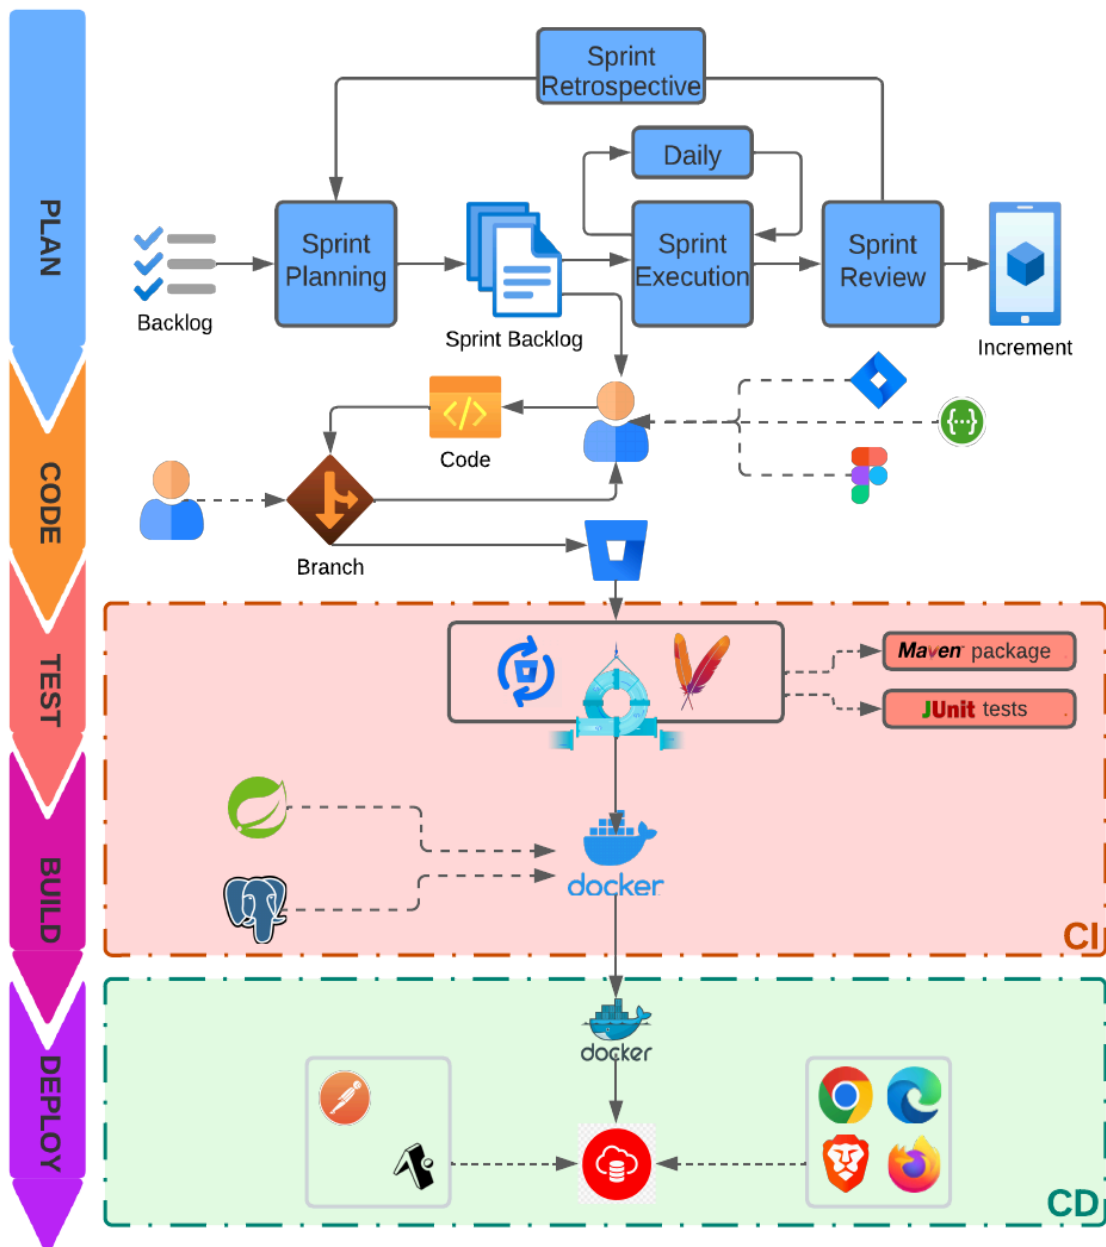 PLAN
Sprint
Retrospective
Daily
Sprint
Planning
Sprint
Execution
Sprint
Review
Backlog
Sprint Backlog
Increment
CODE
Code
Branch
TEST
Maven package
JUnit tests
BUILD
docker
CI
DEPLOY
docker
CD